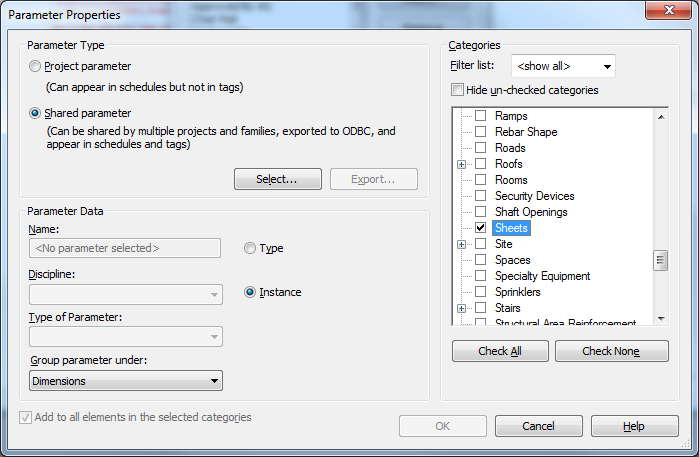 Parameter Properties
Parameter Type
Project parameter
(Can appear in schedules but not in tags)
Shared parameter
(Can be shared by multiple projects and families, exported to ODBC, and
appear in schedules and tags)
Select...
Export...
Parameter Data
Name:
<No parameter selected>
Type
Discipline:
Instance
Type of Parameter:
Group parameter under:
Dimensions
Add to all elements in the selected categories
Categories
Filter list:
<show all>
Hide un-checked categories
Ramps
Rebar Shape
Roads
Roofs
Rooms
Security Devices
Shaft Openings
Sheets
Site
Spaces
Specialty Equipment
Sprinklers
Stairs
Structural Area Reinforcement
Check All
Check None
OK
Cancel
Help